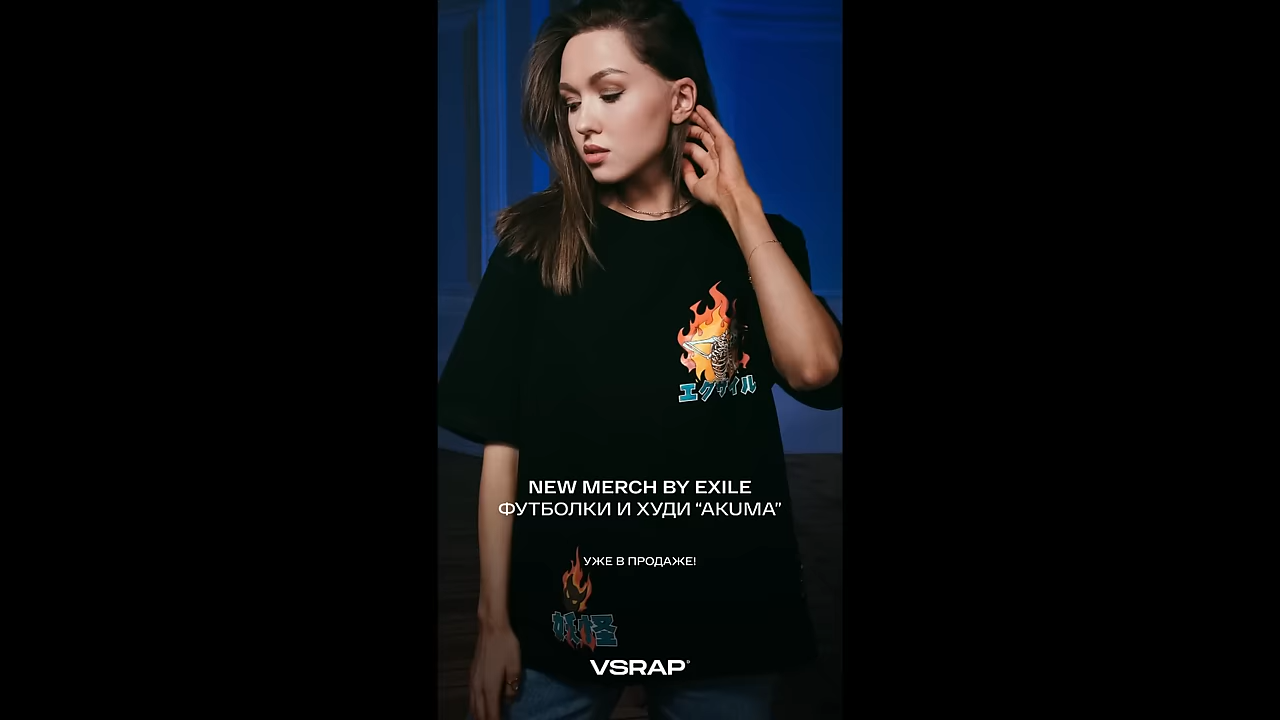 エクザイル
NEW MERCH BY EXILE
ФУТБОЛКИ И ХУДИ “AKUMA”
УЖЕ В ПРОДАЖЕ!
妖怪
VSRAP®